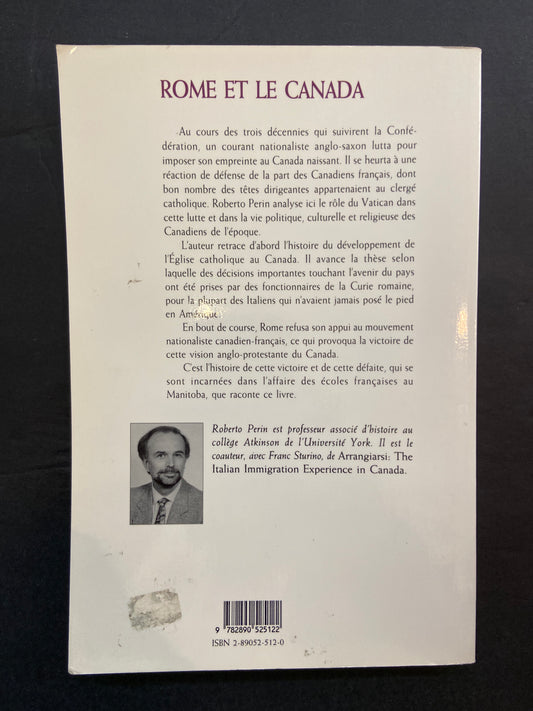 ROME ET LE CANADA
Au cours des trois décennies qui suivirent la Confé-
dération, un courant nationaliste anglo-saxon lutta pour
imposer son empreinte au Canada naissant. Il se heurta à une
réaction de défense de la part des Canadiens français, dont
bon nombre des têtes dirigeantes appartenaient au clergé
catholique. Roberto Perin analyse ici le rôle du Vatican dans
cette lutte et dans la vie politique, culturelle et religieuse des
Canadiens de l'époque.
L'auteur retrace d'abord l'histoire du développement de
l'Église catholique au Canada. Il avance la thèse selon
laquelle des décisions importantes touchant l'avenir du pays
ont été prises par des fonctionnaires de la Curie romaine,
pour la plupart des Italiens qui n'avaient jamais posé le pied
en Amérique.
En bout de course, Rome refusa son appui au mouvement
nationaliste canadien-français, ce qui provoqua la victoire de
cette vision anglo-protestante du Canada.
C'est l'histoire de cette victoire et de cette défaite, qui se
sont incarnées dans l'affaire des écoles françaises au
Manitoba, que raconte ce livre.
Roberto Perin est professeur associé d'histoire au
collège Atkinson de l'Université York. Il est le
coauteur, avec Franc Sturino, de Arrangiarsi: The
Italian Immigration Experience in Canada.
9 782890 525122
ISBN 2-89052-512-0